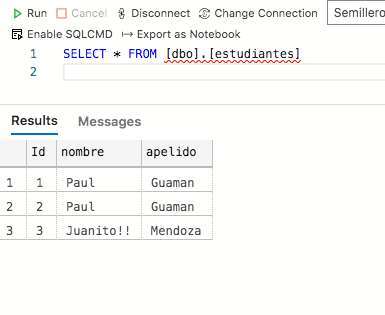 Run Cancel Disconnect Change Connection Semillero
Enable SQLCMD Export as Notebook
1 SELECT * FROM [dbo].[estudiantes]
2
Results Messages
Id nombre apelido
1 1 Paul Guaman
2 2 Paul Guaman
3 3 Juanito!! Mendoza